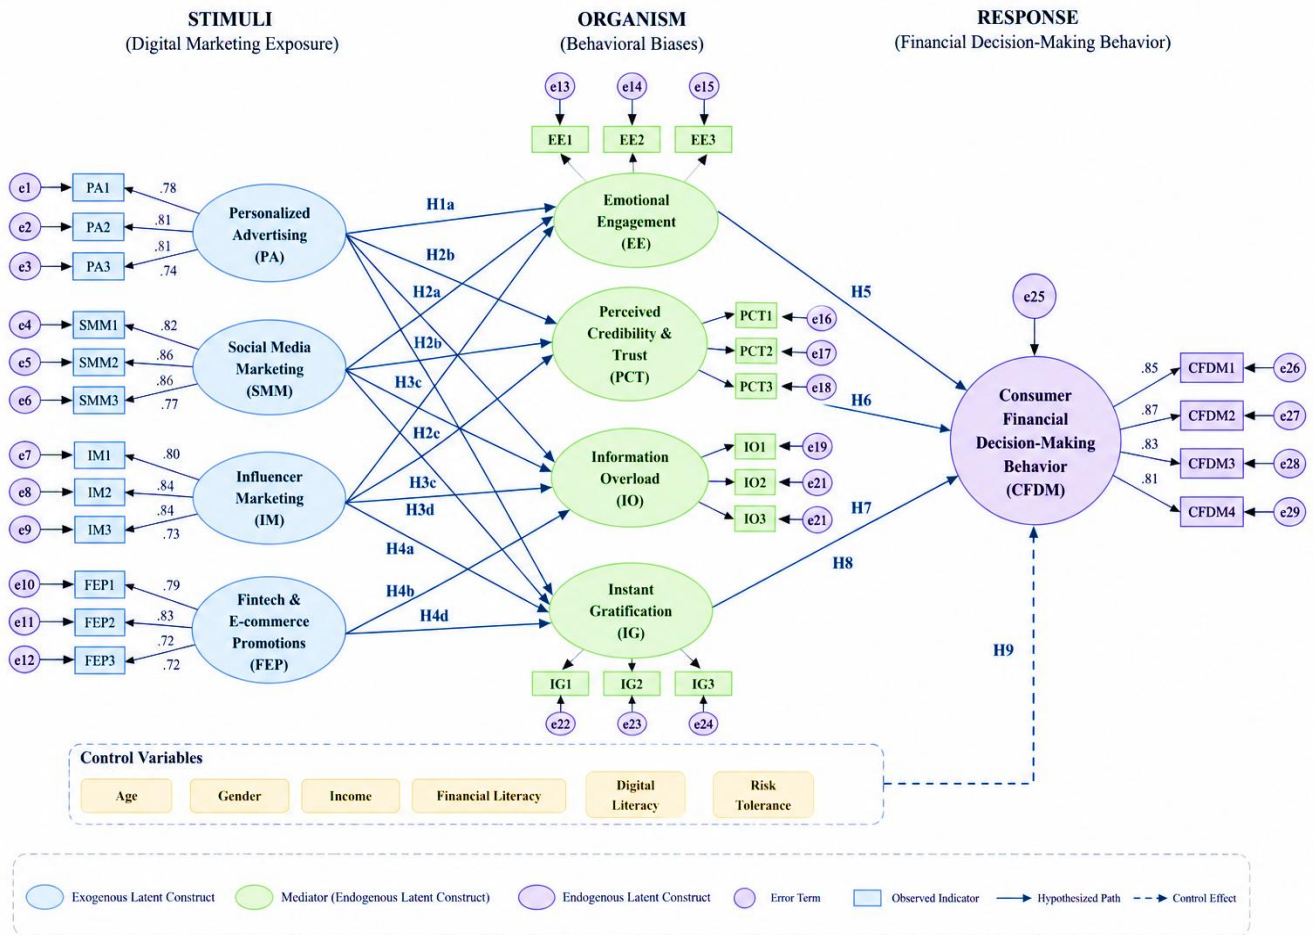 STIMULI
(Digital Marketing Exposure)
ORGANISM
(Behavioral Biases)
RESPONSE
(Financial Decision-Making Behavior)
e13
e14
e15
EE1
EE2
EE3
e1
PA1
.78
e2
PA2
.81
e3
PA3
.81
.74
Personalized
Advertising
(PA)
e4
SMM1
.82
e5
SMM2
.86
e6
SMM3
.86
.77
Social Media
Marketing
(SMM)
e7
IM1
.80
e8
IM2
.84
e9
IM3
.84
.73
Influencer
Marketing
(IM)
e10
FEP1
.79
e11
FEP2
.83
e12
FEP3
.72
.72
Fintech &
E-commerce
Promotions
(FEP)
H1a
H2b
H2a
H2b
H3c
H2c
H3c
H3d
H4a
H4b
H4d
Emotional
Engagement
(EE)
Perceived
Credibility &
Trust
(PCT)
PCT1
e16
PCT2
e17
PCT3
e18
Information
Overload
(IO)
IO1
e19
IO2
e21
IO3
e21
Instant
Gratification
(IG)
IG1
IG2
IG3
e22
e23
e24
H5
H6
H7
H8
H9
e25
Consumer
Financial
Decision-Making
Behavior
(CFDM)
.85
CFDM1
e26
.87
CFDM2
e27
.83
CFDM3
e28
.81
CFDM4
e29
Control Variables
Age
Gender
Income
Financial Literacy
Digital
Literacy
Risk
Tolerance
Exogenous Latent Construct
Mediator (Endogenous Latent Construct)
Endogenous Latent Construct
Error Term
Observed Indicator
Hypothesized Path
Control Effect